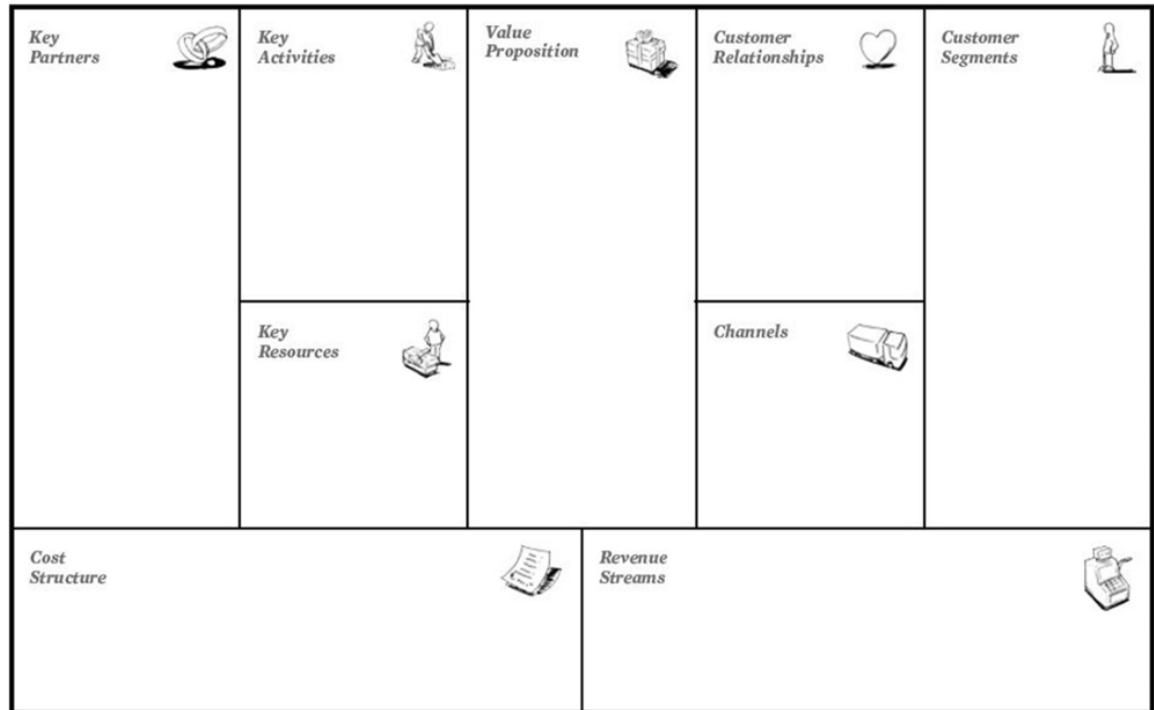 Key
Partners
Key
Activities
Value
Proposition
Customer
Relationships
Customer
Segments
Key
Resources
Channels
Cost
Structure
Revenue
Streams